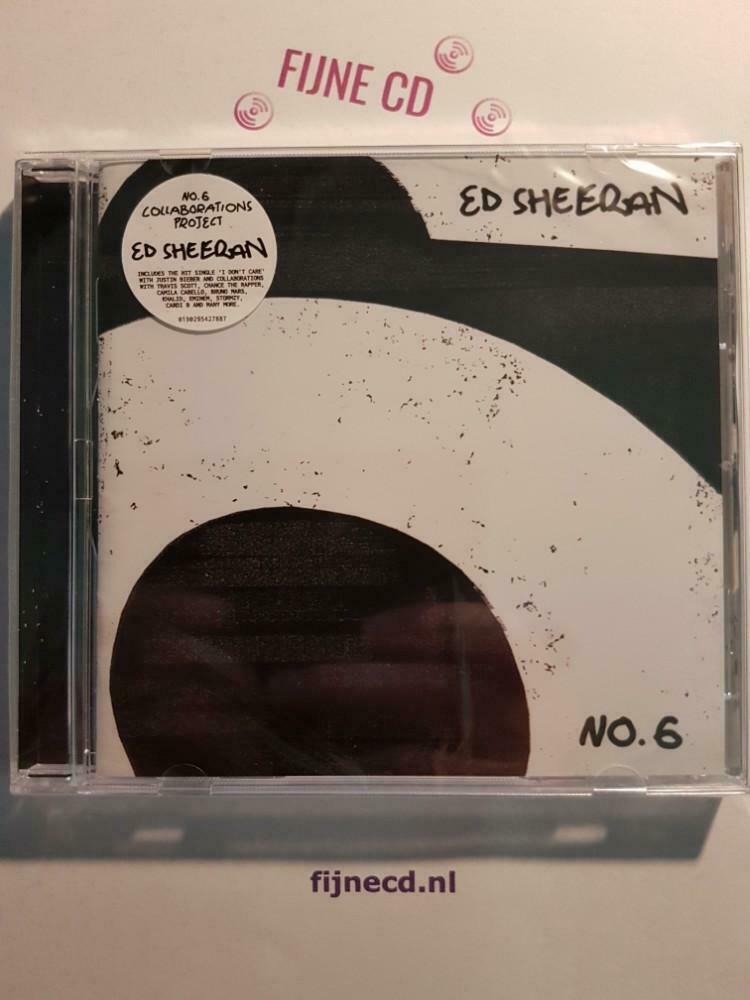 FIJNE CD
ED SHEERAN
NO.6
COLLABORATIONS
PROJECT
ED SHEERAN
INCLUDES THE HIT SINGLE 'I DON'T CARE'
WITH JUSTIN BIEBER AND COLLABORATIONS
WITH TRAVIS SCOTT, CHANCE THE RAPPER,
CAMILA CABELLO, BRUNO MARS,
KHALID, EMINEM, STORMZY,
CARDI B AND MANY MORE.
0190295427887
NO.6
fijnecd.nl